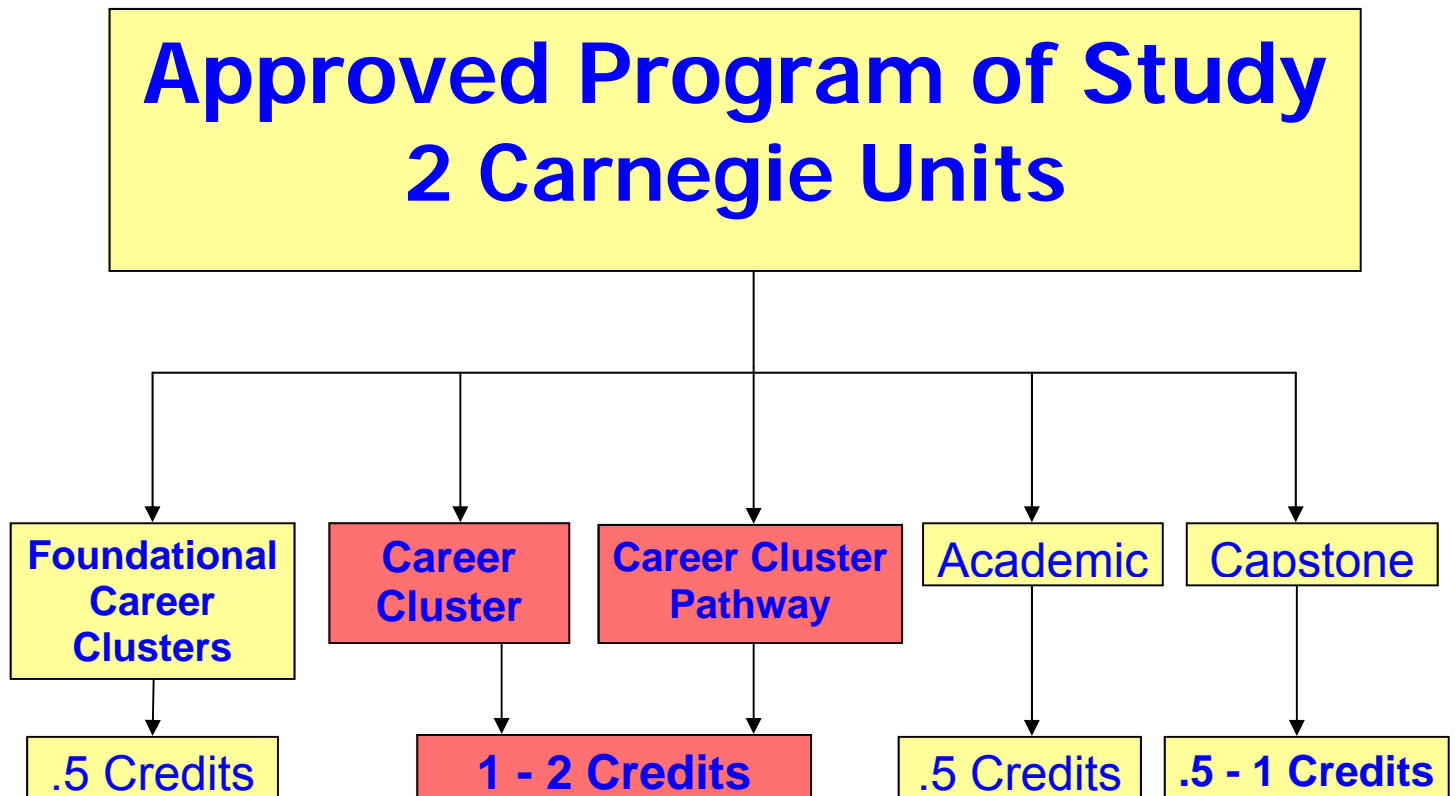 Approved Program of Study
2 Carnegie Units
Foundational
Career
Clusters
Career
Cluster
Career Cluster
Pathway
Academic
Capstone
.5 Credits
1 - 2 Credits
.5 Credits
.5 - 1 Credits